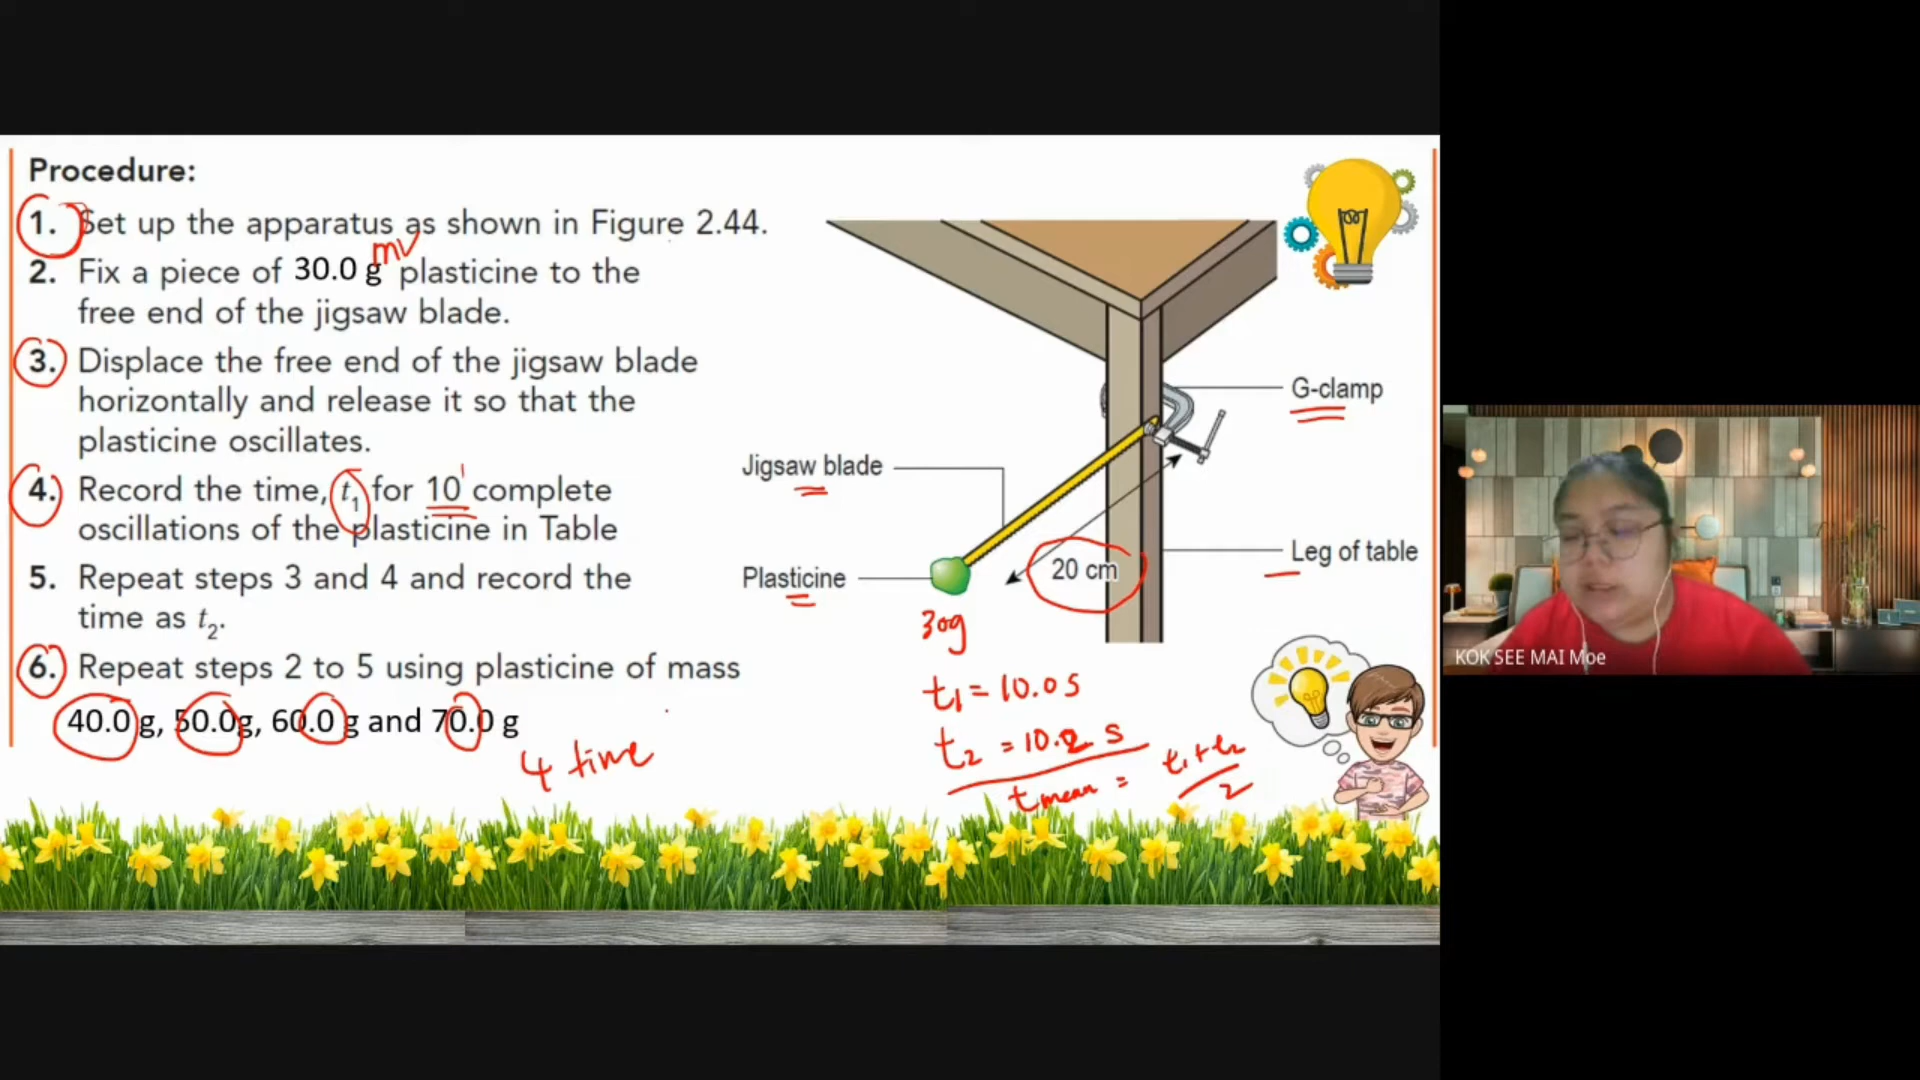 Procedure:
1. Set up the apparatus as shown in Figure 2.44.
mv
2. Fix a piece of 30.0 g plasticine to the
free end of the jigsaw blade.
3. Displace the free end of the jigsaw blade
horizontally and release it so that the
plasticine oscillates.
4. Record the time, t1 for 10 complete
oscillations of the plasticine in Table
5. Repeat steps 3 and 4 and record the
time as t2.
6. Repeat steps 2 to 5 using plasticine of mass
40.0 g, 50.0g, 60.0 g and 70.0 g
4 time
G-clamp
Jigsaw blade
Leg of table
Plasticine
20 cm
30g
t1 = 10.0s
t2 = 10.2 s
tmean = t1+t2
2
KOK SEE MAI Moe